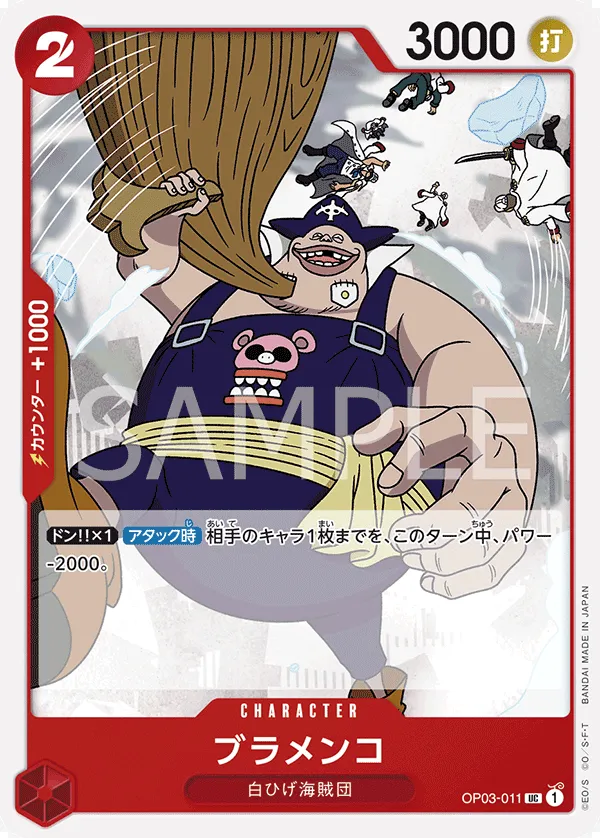 2
3000
打
カウンター +1000
SAMPLE
ドン!!×1 アタック時 相手のキャラ1枚までを、このターン中、パワー
-2000。
CHARACTER
ブラメンコ
白ひげ海賊団
OP03-011 UC 1
©E.O/S ©O/S・F・T BANDAI MADE IN JAPAN